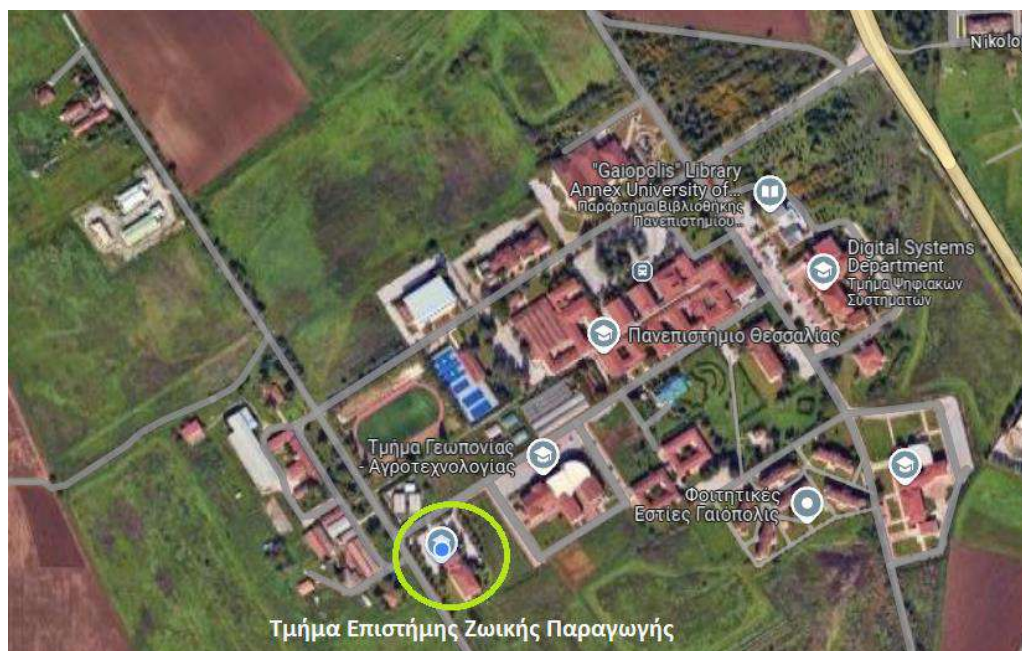 Nikolo
"Gaiopolis" Library
Annex University of...
Παράρτημα Βιβλιοθήκης
Πανεπιστημίου...
Digital Systems
Department
Τμήμα Ψηφιακών
Συστημάτων
Πανεπιστήμιο Θεσσαλίας
Τμήμα Γεωπονίας
- Αγροτεχνολογίας
Φοιτητικές
Εστίες Γαιόπολις
Τμήμα Επιστήμης Ζωικής Παραγωγής